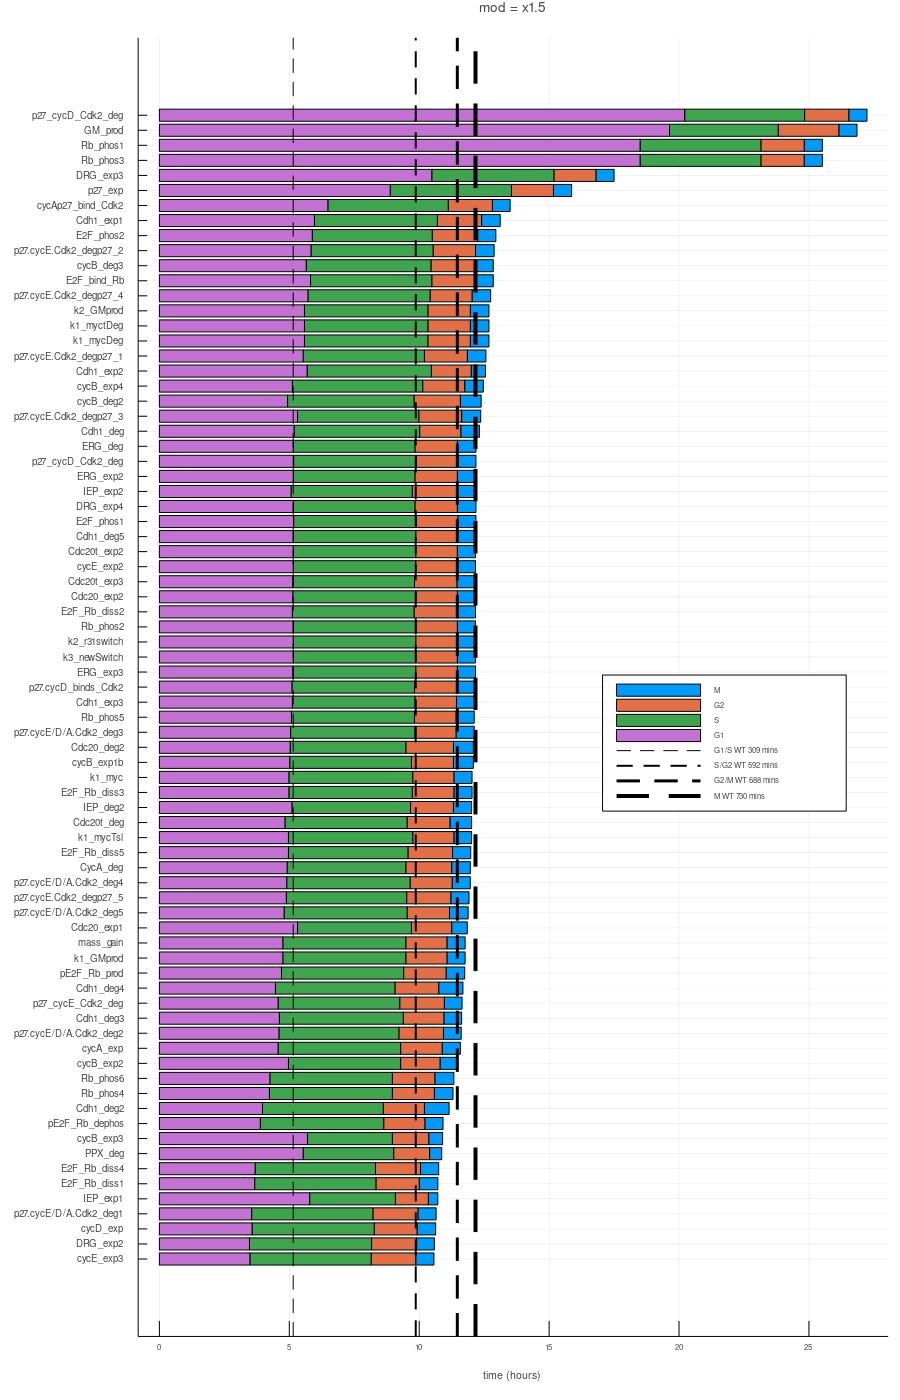 mod = x1.5
p27_cycD_Cdk2_deg
GM_prod
Rb_phos1
Rb_phos3
DRG_exp3
p27_exp
cycAp27_bind_Cdk2
Cdh1_exp1
E2F_phos2
p27.cycE.Cdk2_degp27_2
cycB_deg3
E2F_bind_Rb
p27.cycE.Cdk2_degp27_4
k2_GMprod
k1_myctDeg
k1_mycDeg
p27.cycE.Cdk2_degp27_1
Cdh1_exp2
cycB_exp4
cycB_deg2
p27.cycE.Cdk2_degp27_3
Cdh1_deg
ERG_deg
p27_cycD_Cdk2_deg
ERG_exp2
IEP_exp2
DRG_exp4
E2F_phos1
Cdh1_deg5
Cdc20t_exp2
cycE_exp2
Cdc20t_exp3
Cdc20_exp2
E2F_Rb_diss2
Rb_phos2
k2_r31switch
k3_newSwitch
ERG_exp3
p27.cycD_binds_Cdk2
Cdh1_exp3
Rb_phos5
p27.cycE/D/A.Cdk2_deg3
Cdc20_deg2
cycB_exp1b
k1_myc
E2F_Rb_diss3
IEP_deg2
Cdc20t_deg
k1_mycTsl
E2F_Rb_diss5
CycA_deg
p27.cycE/D/A.Cdk2_deg4
p27.cycE.Cdk2_degp27_5
p27.cycE/D/A.Cdk2_deg5
Cdc20_exp1
mass_gain
k1_GMprod
pE2F_Rb_prod
Cdh1_deg4
p27_cycE_Cdk2_deg
Cdh1_deg3
p27.cycE/D/A.Cdk2_deg2
cycA_exp
cycB_exp2
Rb_phos6
Rb_phos4
Cdh1_deg2
pE2F_Rb_dephos
cycB_exp3
PPX_deg
E2F_Rb_diss4
E2F_Rb_diss1
IEP_exp1
p27.cycE/D/A.Cdk2_deg1
cycD_exp
DRG_exp2
cycE_exp3
M
G2
S
G1
G1/S WT 309 mins
S/G2 WT 592 mins
G2/M WT 688 mins
M WT 730 mins
0 5 10 15 20 25
time (hours)